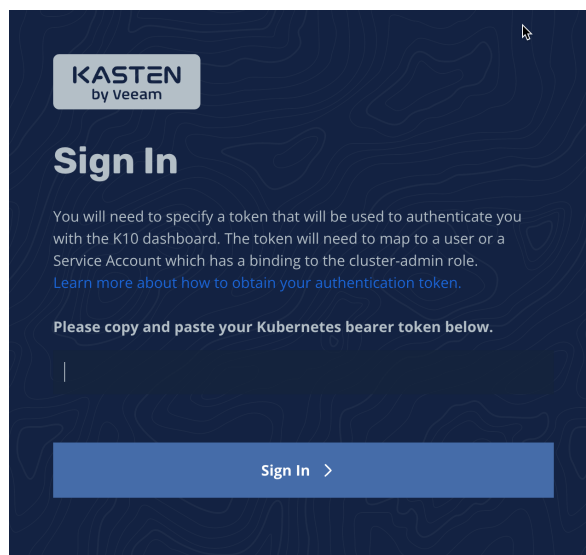 KASTEN
by Veeam
Sign In
You will need to specify a token that will be used to authenticate you
with the K10 dashboard. The token will need to map to a user or a
Service Account which has a binding to the cluster-admin role.
Learn more about how to obtain your authentication token.
Please copy and paste your Kubernetes bearer token below.
Sign In